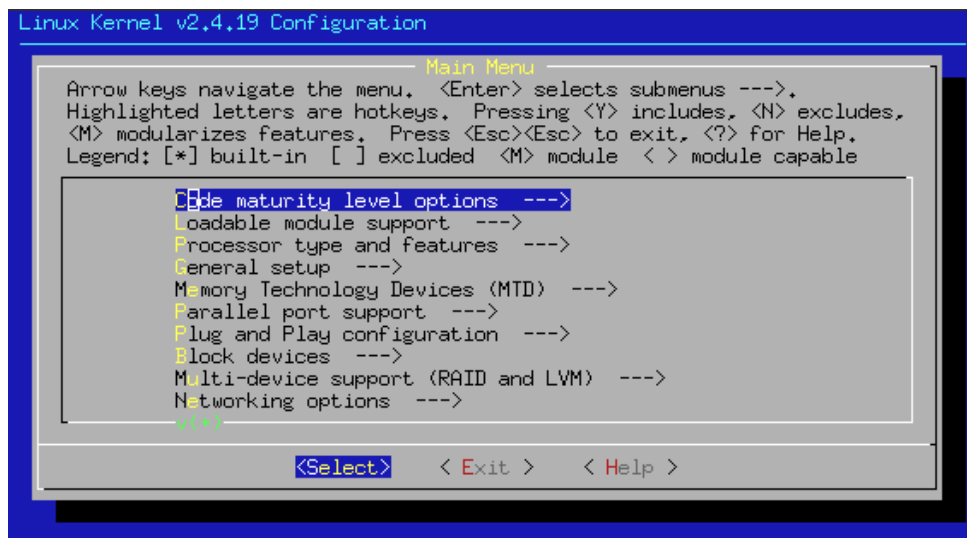 Linux Kernel v2.4.19 Configuration
Main Menu
Arrow keys navigate the menu. <Enter> selects submenus --->.
Highlighted letters are hotkeys. Pressing <Y> includes, <N> excludes,
<M> modularizes features. Press <Esc><Esc> to exit, <?> for Help.
Legend: [*] built-in [ ] excluded <M> module < > module capable
Code maturity level options --->
Loadable module support --->
Processor type and features --->
General setup --->
Memory Technology Devices (MTD) --->
Parallel port support --->
Plug and Play configuration --->
Block devices --->
Multi-device support (RAID and LVM) --->
Networking options --->
v(+)
<Select> < Exit > < Help >